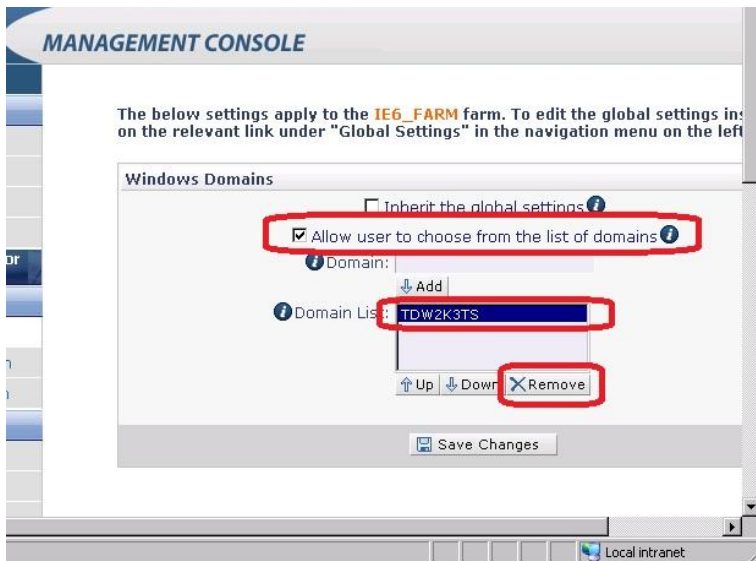 MANAGEMENT CONSOLE
The below settings apply to the IE6_FARM farm. To edit the global settings ins
on the relevant link under "Global Settings" in the navigation menu on the left
Windows Domains
Inherit the global settings
Allow user to choose from the list of domains
Domain:
Add
Domain List:
TDW2K3TS
Up Down Remove
Save Changes
Local intranet